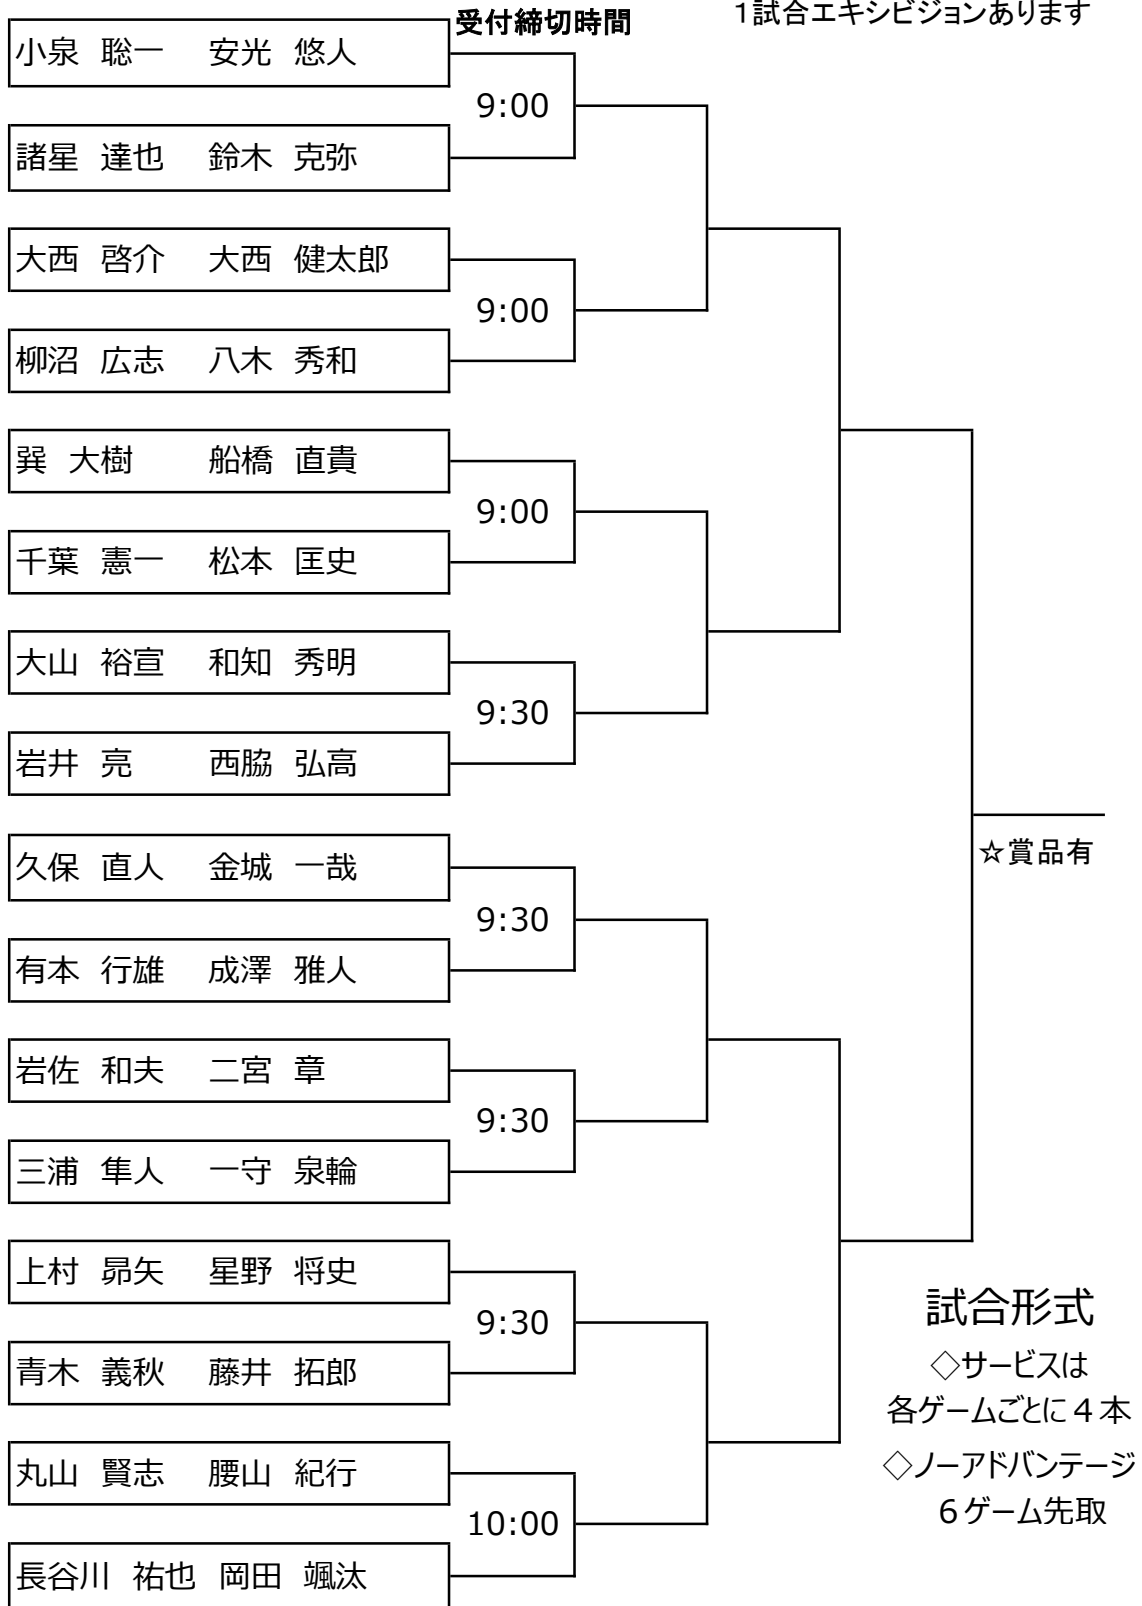 受付締切時間
1試合エキシビジョンあります
小泉 聡一 安光 悠人
9:00
諸星 達也 鈴木 克弥
大西 啓介 大西 健太郎
9:00
柳沼 広志 八木 秀和
巽 大樹 船橋 直貴
9:00
千葉 憲一 松本 匡史
大山 裕宣 和知 秀明
9:30
岩井 亮 西脇 弘高
☆賞品有
久保 直人 金城 一哉
9:30
有本 行雄 成澤 雅人
岩佐 和夫 二宮 章
9:30
三浦 隼人 一守 泉輪
上村 昴矢 星野 将史
9:30
青木 義秋 藤井 拓郎
丸山 賢志 腰山 紀行
10:00
長谷川 祐也 岡田 颯汰
試合形式
◇サービスは
各ゲームごとに４本
◇ノーアドバンテージ
６ゲーム先取